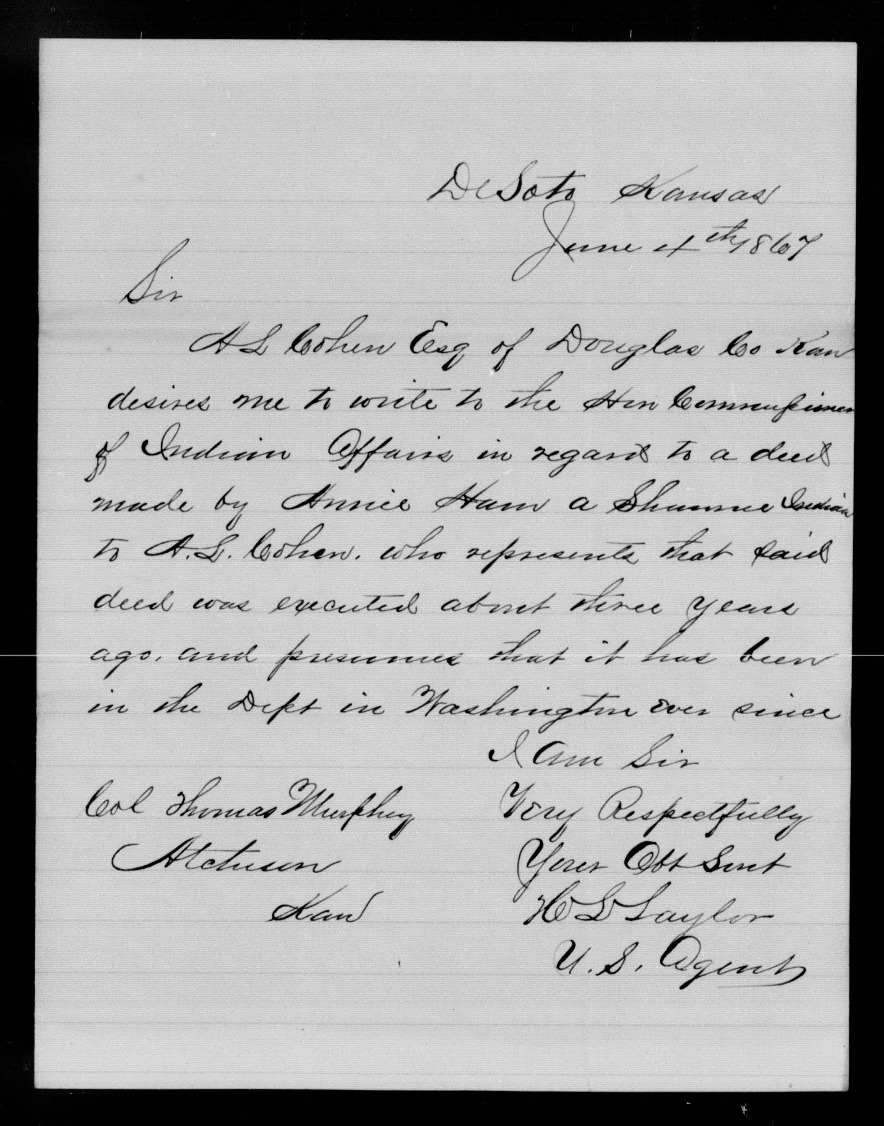 De Soto Kansas
June 4th 1867
Sir
A L Cohen Esq of Douglas Co Kan
desires me to write to the Hon Commissioner
of Indian Affairs in regard to a deed
made by Annie Ham a Shawnee Indian
to A.L. Cohen. who represents that said
deed was executed about three years
ago. and presumes that it has been
in the Dept in Washington ever since
I Am Sir
Very Respectfully
Your Obt Servt
H L Taylor
U.S. Agent
Col Thomas Murphey
Atchison
Kan